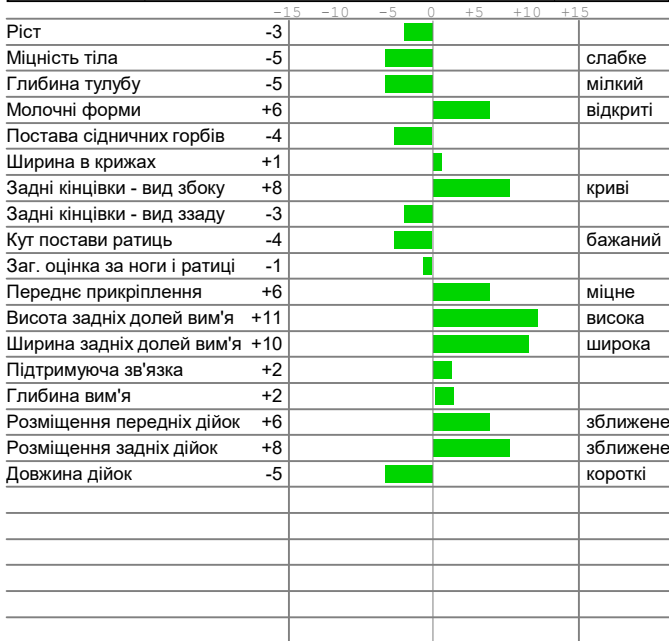 -15 -10 -5 0 +5 +10 +15
Ріст -3
Міцність тіла -5 слабке
Глибина тулубу -5 мілкий
Молочні форми +6 відкриті
Постава сідничних горбів -4
Ширина в крижах +1
Задні кінцівки - вид збоку +8 криві
Задні кінцівки - вид ззаду -3
Кут постави ратиць -4 бажаний
Заг. оцінка за ноги і ратиці -1
Переднє прикріплення +6 міцне
Висота задніх долей вим'я +11 висока
Ширина задніх долей вим'я +10 широка
Підтримуюча зв'язка +2
Глибина вим'я +2
Розміщення передніх дійок +6 зближене
Розміщення задніх дійок +8 зближене
Довжина дійок -5 короткі